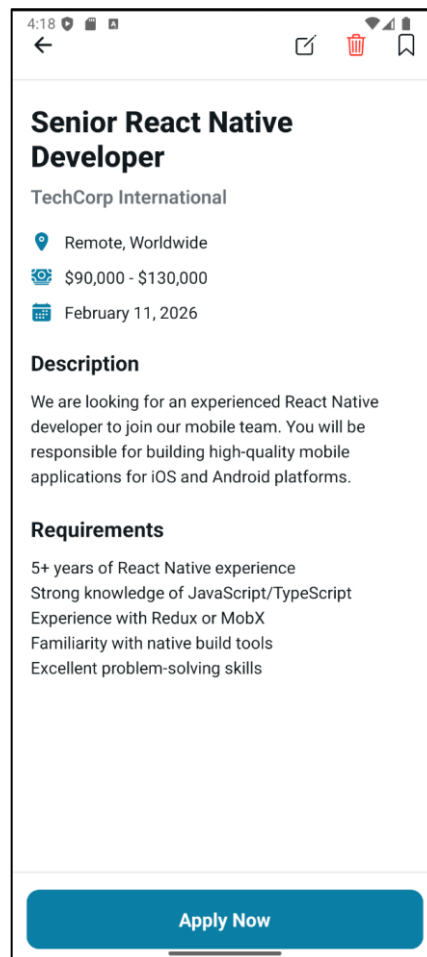 4:18
Senior React Native
Developer
TechCorp International
Remote, Worldwide
$90,000 - $130,000
February 11, 2026
Description
We are looking for an experienced React Native
developer to join our mobile team. You will be
responsible for building high-quality mobile
applications for iOS and Android platforms.
Requirements
5+ years of React Native experience
Strong knowledge of JavaScript/TypeScript
Experience with Redux or MobX
Familiarity with native build tools
Excellent problem-solving skills
Apply Now